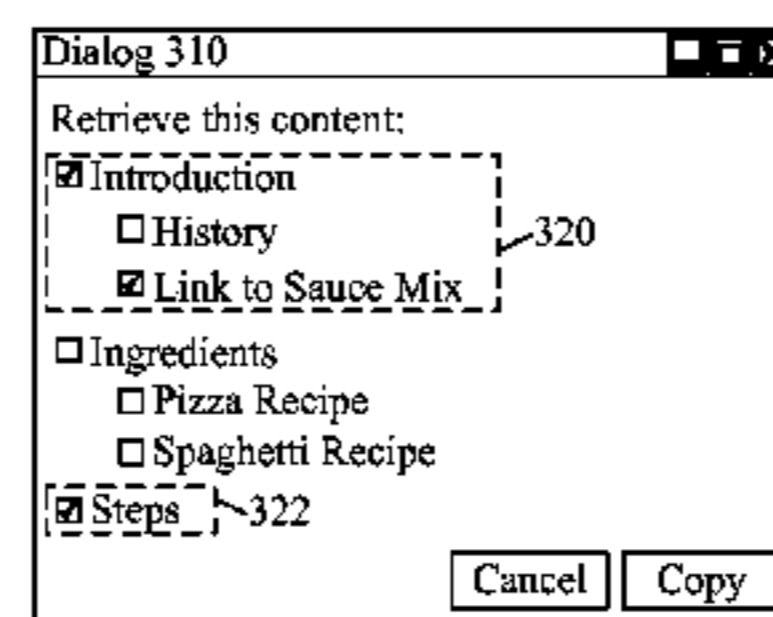 Dialog 310
Retrieve this content:
Introduction
History
320
Link to Sauce Mix
Ingredients
Pizza Recipe
Spaghetti Recipe
Steps
322
Cancel
Copy